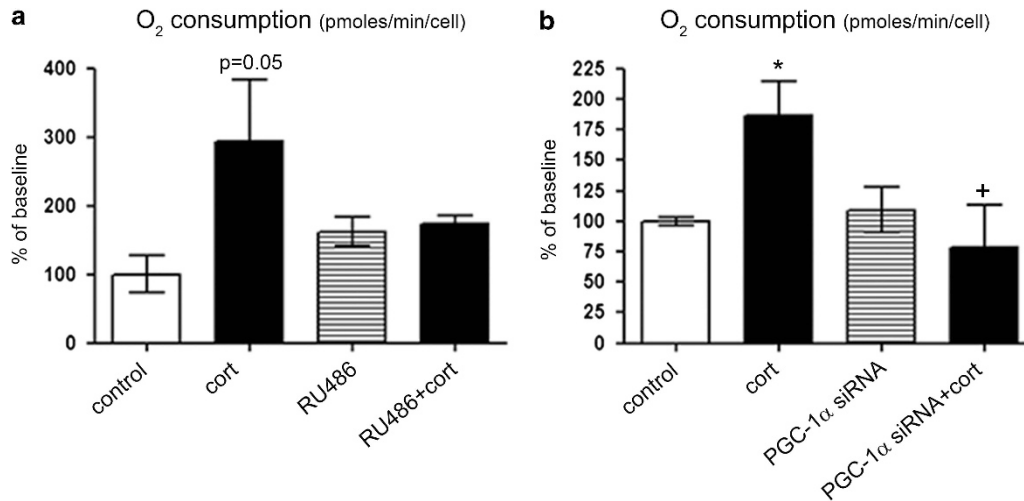 a
O2 consumption (pmoles/min/cell)
p=0.05
400
300
200
100
0
% of baseline
control
cort
RU486
RU486+cort
b
O2 consumption (pmoles/min/cell)
*
+
225
200
175
150
125
100
75
50
25
0
% of baseline
control
cort
PGC-1α siRNA
PGC-1α siRNA+cort